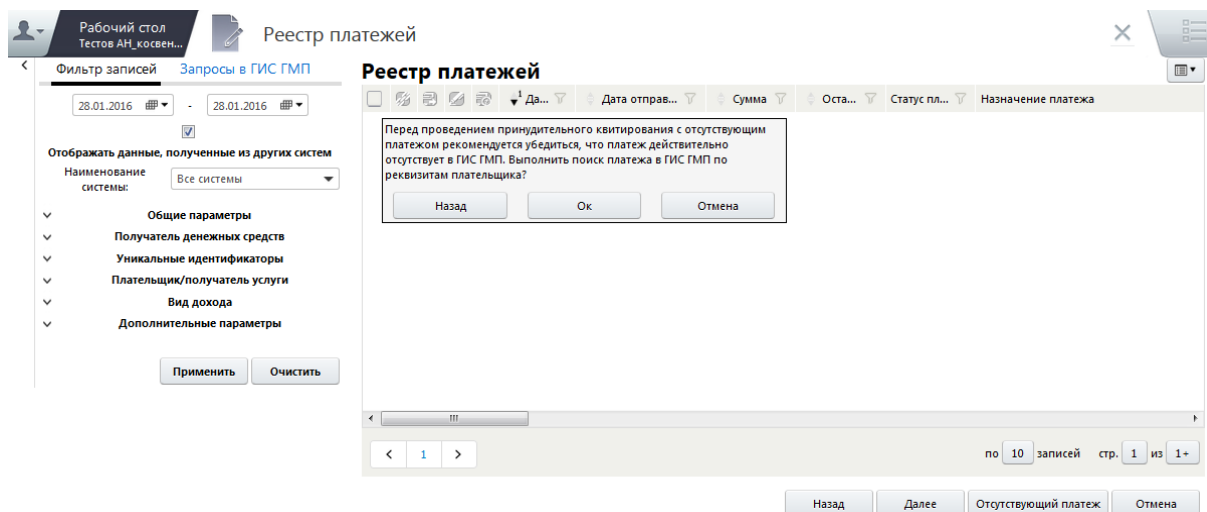 Рабочий стол
Тестов АН_косвен...
Реестр платежей
Фильтр записей Запросы в ГИС ГМП
28.01.2016 - 28.01.2016
Отображать данные, полученные из других систем
Наименование
системы:
Все системы
Общие параметры
Получатель денежных средств
Уникальные идентификаторы
Плательщик/получатель услуги
Вид дохода
Дополнительные параметры
Применить Очистить
Реестр платежей
1 Да... Дата отправ... Сумма Оста... Статус пл... Назначение платежа
Перед проведением принудительного квитирования с отсутствующим
платежом рекомендуется убедиться, что платеж действительно
отсутствует в ГИС ГМП. Выполнить поиск платежа в ГИС ГМП по
реквизитам плательщика?
Назад Ок Отмена
1
по 10 записей стр. 1 из 1+
Назад Далее Отсутствующий платеж Отмена